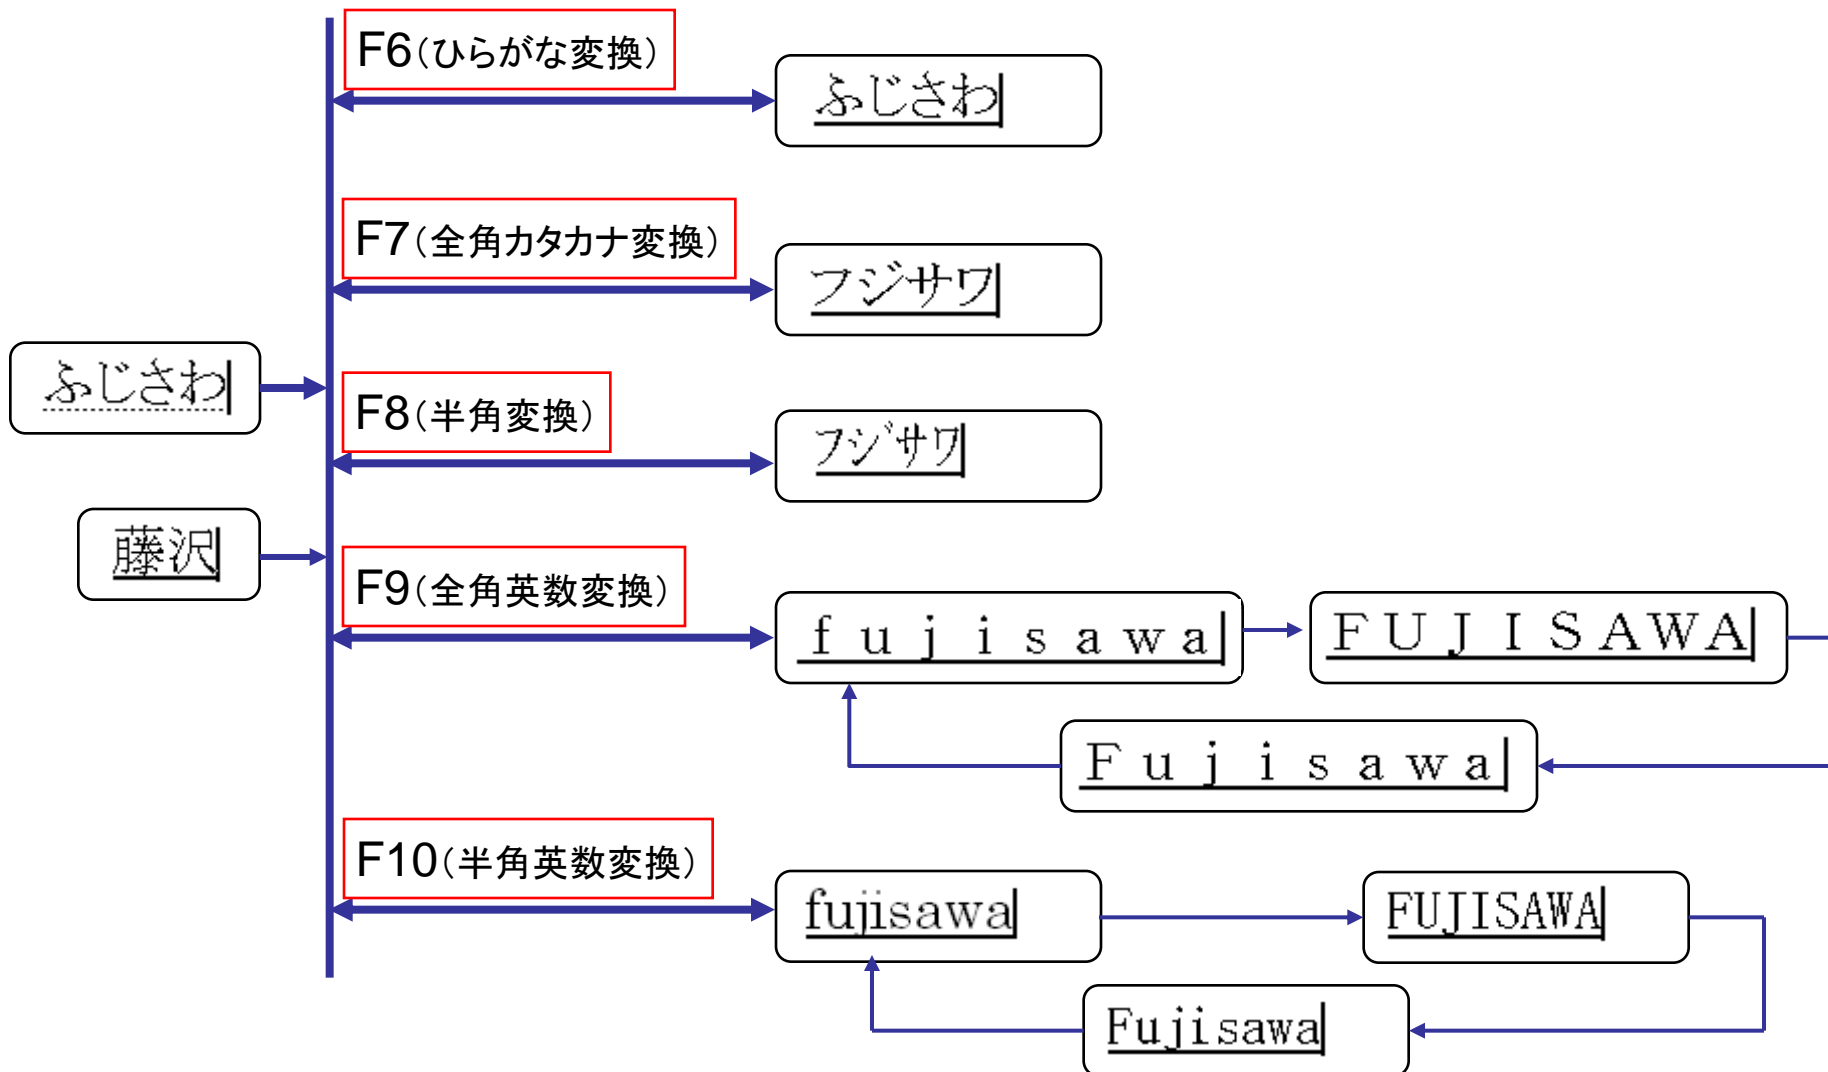 F6(ひらがな変換)
ふじさわ
F7(全角カタカナ変換)
フジサワ
ふじさわ
F8(半角変換)
フジサワ
藤沢
F9(全角英数変換)
ｆｕｊｉｓａｗａ
ＦＵＪＩＳＡＷＡ
Ｆｕｊｉｓａｗａ
F10(半角英数変換)
fujisawa
FUJISAWA
Fujisawa